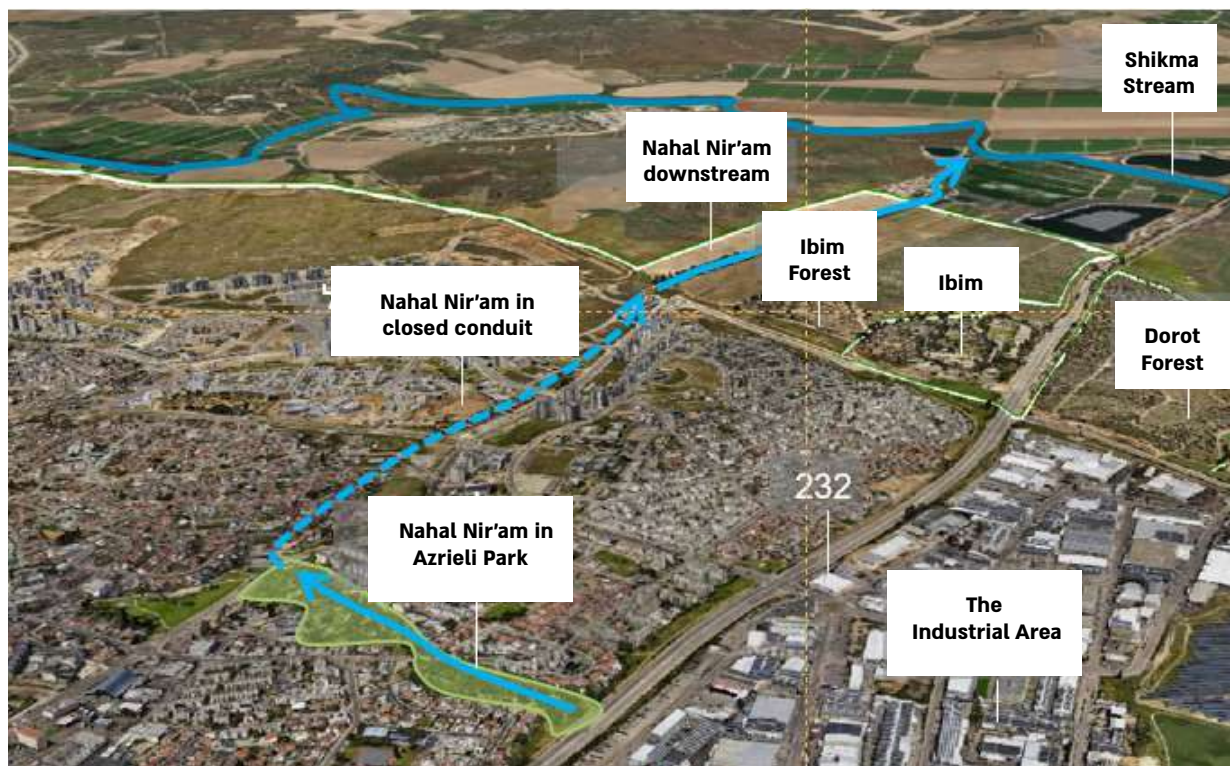 Shikma
Stream
Nahal Nir'am
downstream
Ibim
Forest
Ibim
Nahal Nir'am in
closed conduit
Dorot
Forest
232
Nahal Nir'am in
Azrieli Park
The
Industrial Area